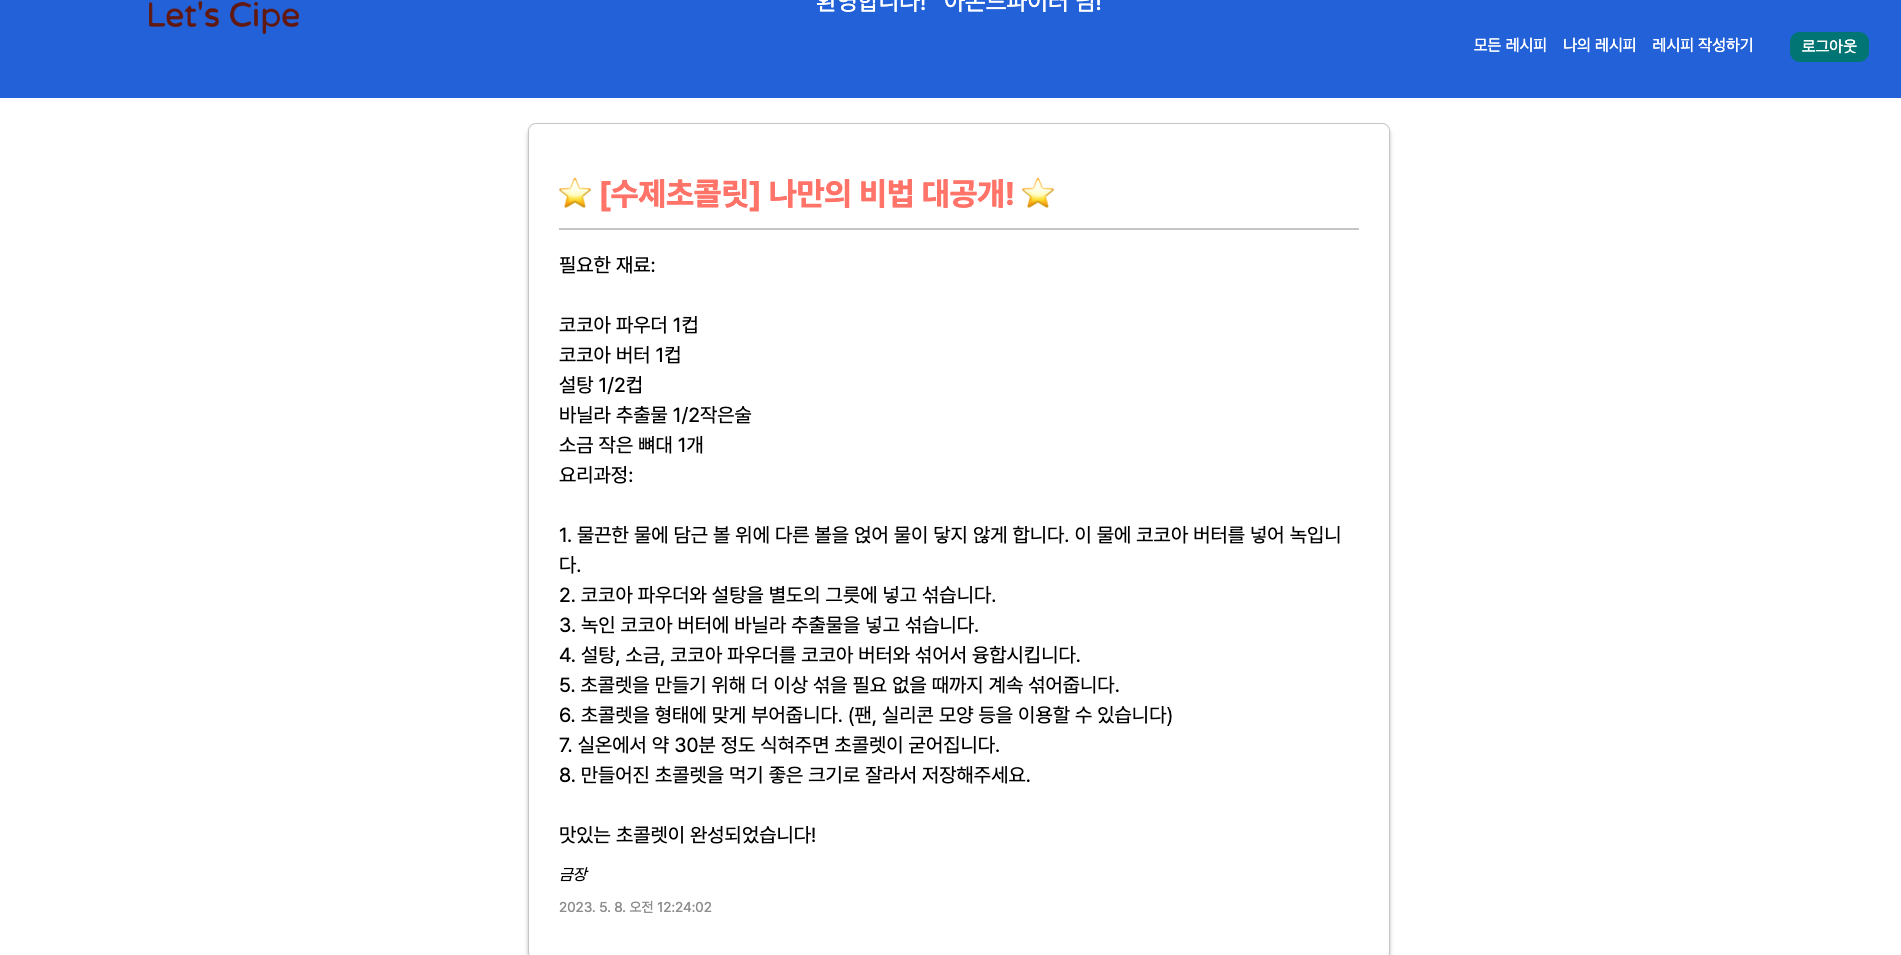 Let's Cipe
환영합니다! 아몬드파이터 님!
모든 레시피 나의 레시피 레시피 작성하기 로그아웃
⭐ [수제초콜릿] 나만의 비법 대공개! ⭐
필요한 재료:
코코아 파우더 1컵
코코아 버터 1컵
설탕 1/2컵
바닐라 추출물 1/2작은술
소금 작은 뼈대 1개
요리과정:
1. 물끈한 물에 담근 볼 위에 다른 볼을 얹어 물이 닿지 않게 합니다. 이 물에 코코아 버터를 넣어 녹입니
다.
2. 코코아 파우더와 설탕을 별도의 그릇에 넣고 섞습니다.
3. 녹인 코코아 버터에 바닐라 추출물을 넣고 섞습니다.
4. 설탕, 소금, 코코아 파우더를 코코아 버터와 섞어서 융합시킵니다.
5. 초콜렛을 만들기 위해 더 이상 섞을 필요 없을 때까지 계속 섞어줍니다.
6. 초콜렛을 형태에 맞게 부어줍니다. (팬, 실리콘 모양 등을 이용할 수 있습니다)
7. 실온에서 약 30분 정도 식혀주면 초콜렛이 굳어집니다.
8. 만들어진 초콜렛을 먹기 좋은 크기로 잘라서 저장해주세요.
맛있는 초콜렛이 완성되었습니다!
금장
2023. 5. 8. 오전 12:24:02